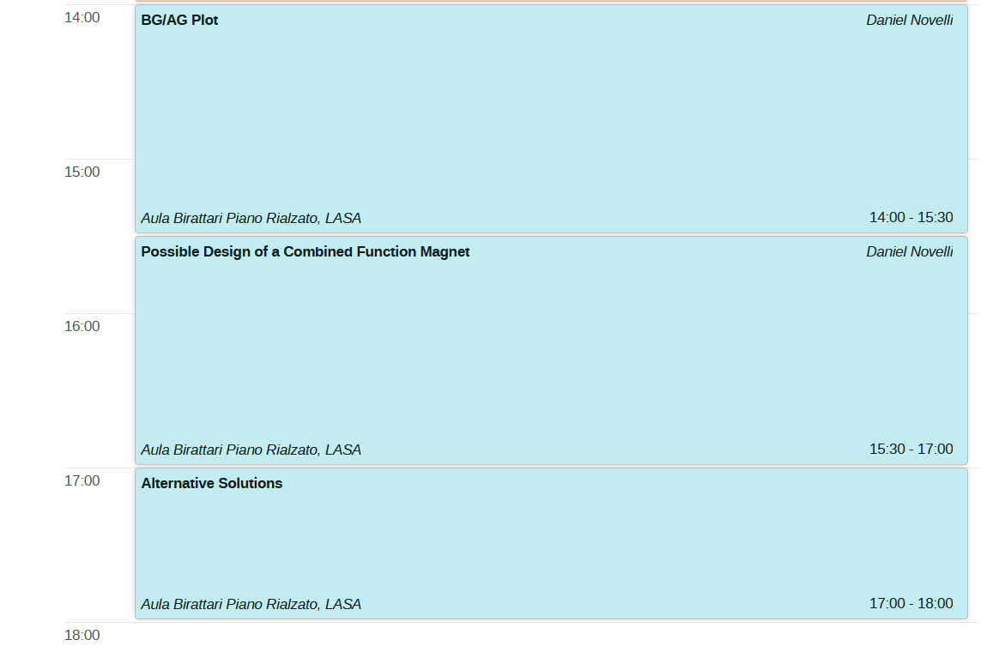 14:00
BG/AG Plot
Daniel Novelli
15:00
Aula Birattari Piano Rialzato, LASA
14:00 - 15:30
Possible Design of a Combined Function Magnet
Daniel Novelli
16:00
Aula Birattari Piano Rialzato, LASA
15:30 - 17:00
17:00
Alternative Solutions
Aula Birattari Piano Rialzato, LASA
17:00 - 18:00
18:00